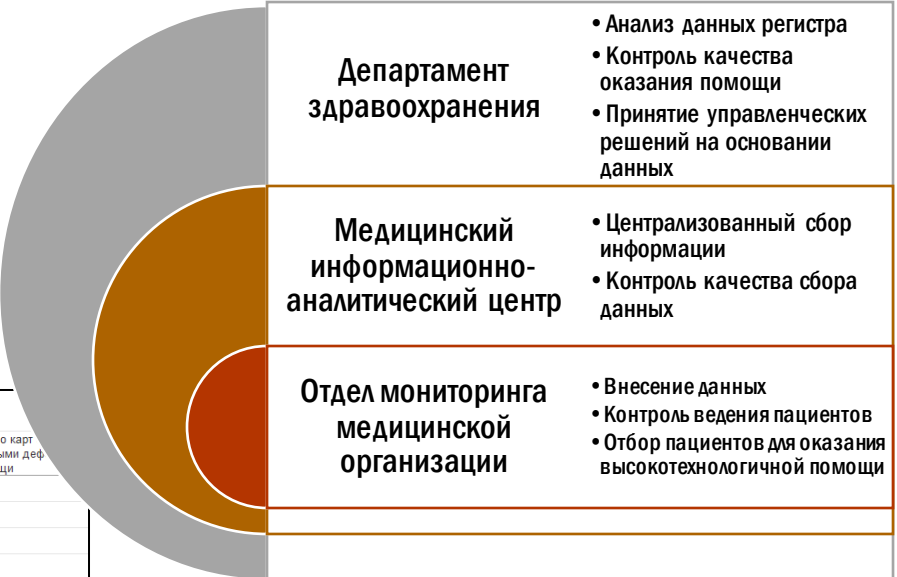 Департамент
здравоохранения
•Анализ данных регистра
•Контроль качества
оказания помощи
•Принятие управленческих
решений на основании
данных
Медицинский
информационно-
аналитический центр
•Централизованный сбор
информации
•Контроль качества сбора
данных
Отдел мониторинга
медицинской
организации
•Внесение данных
•Контроль ведения пациентов
•Отбор пациентов для оказания
высокотехнологичной помощи
о карт